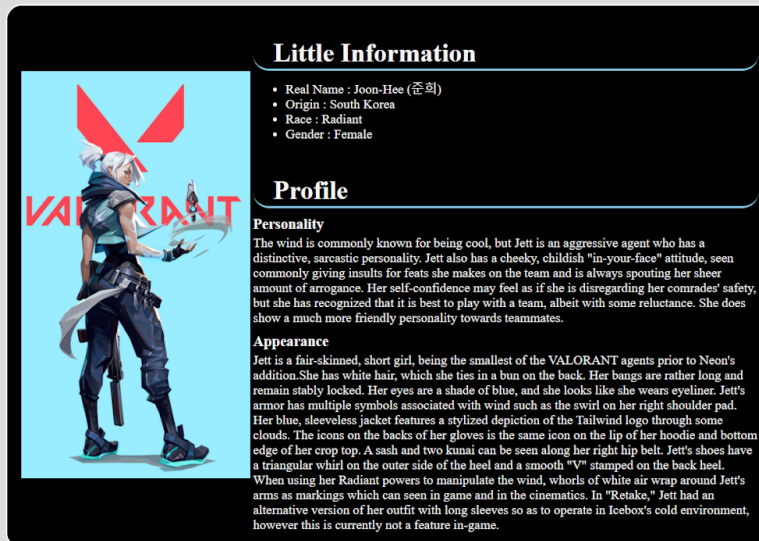 Little Information
Real Name : Joon-Hee (준희)
Origin : South Korea
Race : Radiant
Gender : Female
VALORANT
Profile
Personality
The wind is commonly known for being cool, but Jett is an aggressive agent who has a
distinctive, sarcastic personality. Jett also has a cheeky, childish "in-your-face" attitude, seen
commonly giving insults for feats she makes on the team and is always spouting her sheer
amount of arrogance. Her self-confidence may feel as if she is disregarding her comrades' safety,
but she has recognized that it is best to play with a team, albeit with some reluctance. She does
show a much more friendly personality towards teammates.
Appearance
Jett is a fair-skinned, short girl, being the smallest of the VALORANT agents prior to Neon's
addition.She has white hair, which she ties in a bun on the back. Her bangs are rather long and
remain stably locked. Her eyes are a shade of blue, and she looks like she wears eyeliner. Jett's
armor has multiple symbols associated with wind such as the swirl on her right shoulder pad.
Her blue, sleeveless jacket features a stylized depiction of the Tailwind logo through some
clouds. The icons on the backs of her gloves is the same icon on the lip of her hoodie and bottom
edge of her crop top. A sash and two kunai can be seen along her right hip belt. Jett's shoes have
a triangular whirl on the outer side of the heel and a smooth "V" stamped on the back heel.
When using her Radiant powers to manipulate the wind, whorls of white air wrap around Jett's
arms as markings which can seen in game and in the cinematics. In "Retake," Jett had an
alternative version of her outfit with long sleeves so as to operate in Icebox's cold environment,
however this is currently not a feature in-game.